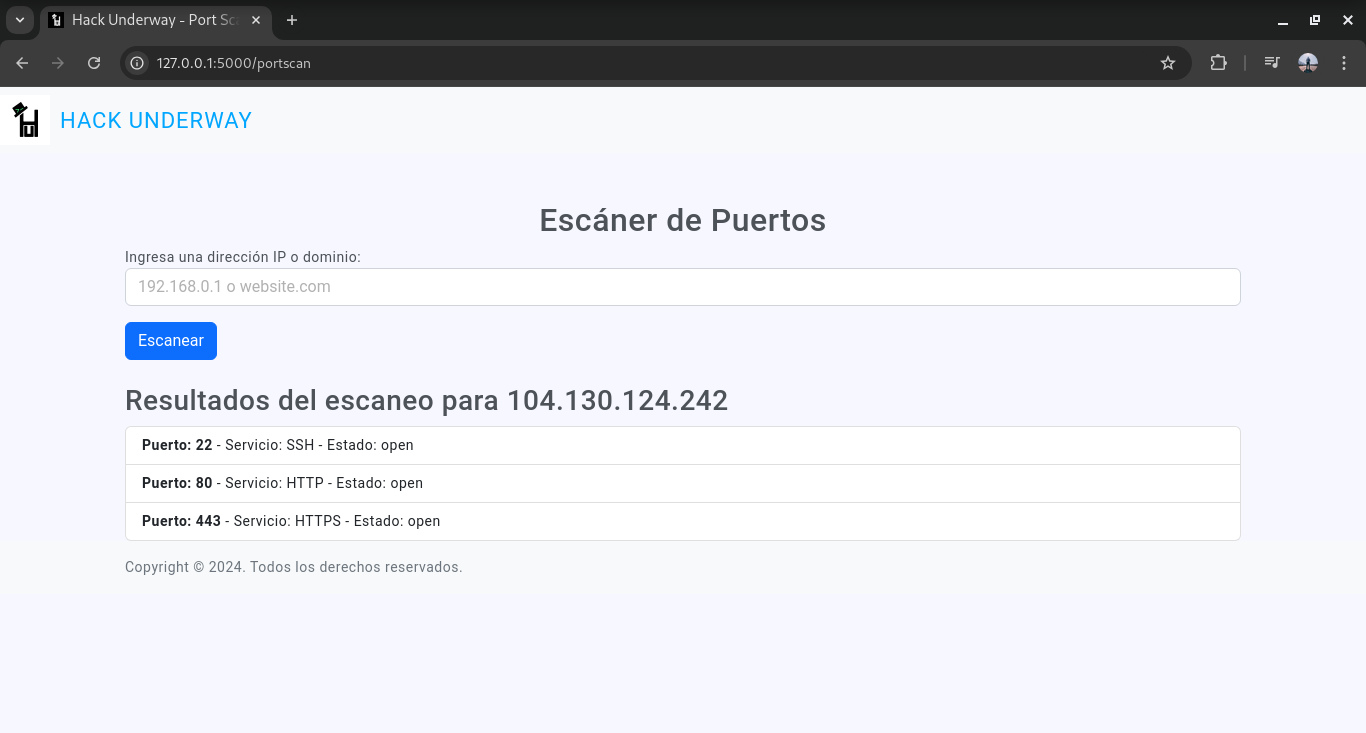 Hack Underway - Port Sc
127.0.0.1:5000/portscan
HACK UNDERWAY
Escáner de Puertos
Ingresa una dirección IP o dominio:
192.168.0.1 o website.com
Escanear
Resultados del escaneo para 104.130.124.242
Puerto: 22 - Servicio: SSH - Estado: open
Puerto: 80 - Servicio: HTTP - Estado: open
Puerto: 443 - Servicio: HTTPS - Estado: open
Copyright © 2024. Todos los derechos reservados.